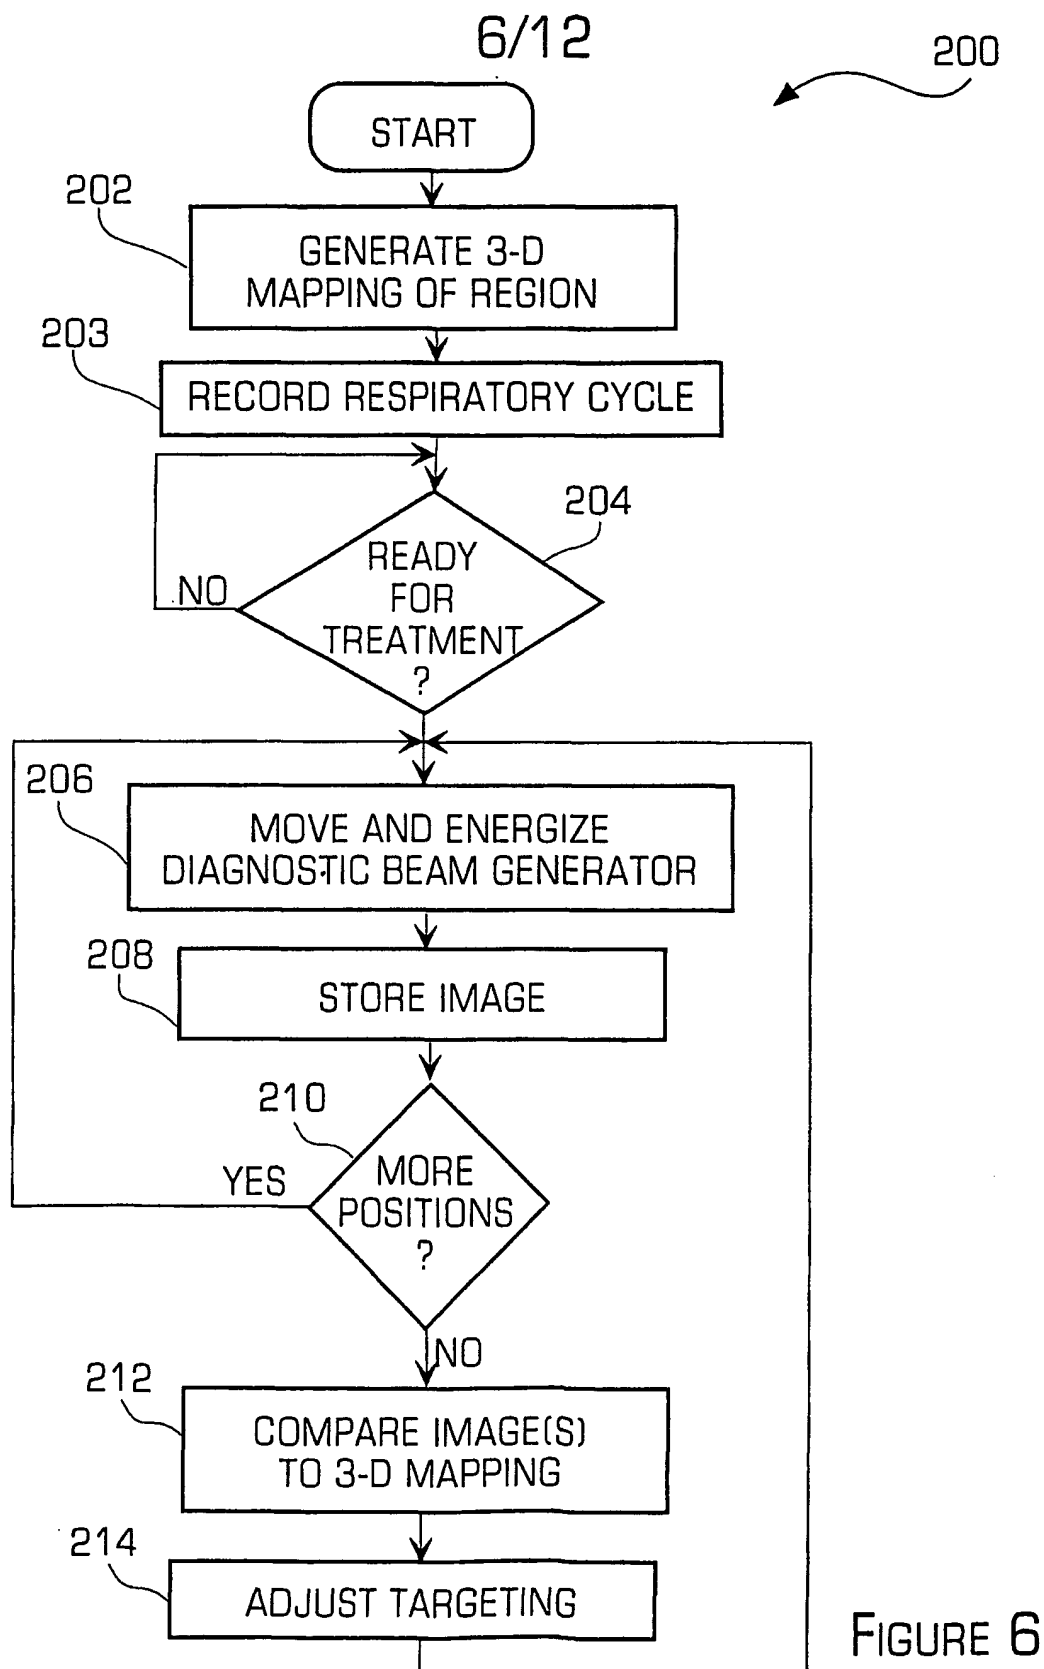 6/12
200
START
202
GENERATE 3-D
MAPPING OF REGION
203
RECORD RESPIRATORY CYCLE
204
READY
FOR
TREATMENT
?
NO
206
MOVE AND ENERGIZE
DIAGNOSTIC BEAM GENERATOR
208
STORE IMAGE
210
MORE
POSITIONS
?
YES
NO
212
COMPARE IMAGE(S)
TO 3-D MAPPING
214
ADJUST TARGETING
FIGURE 6